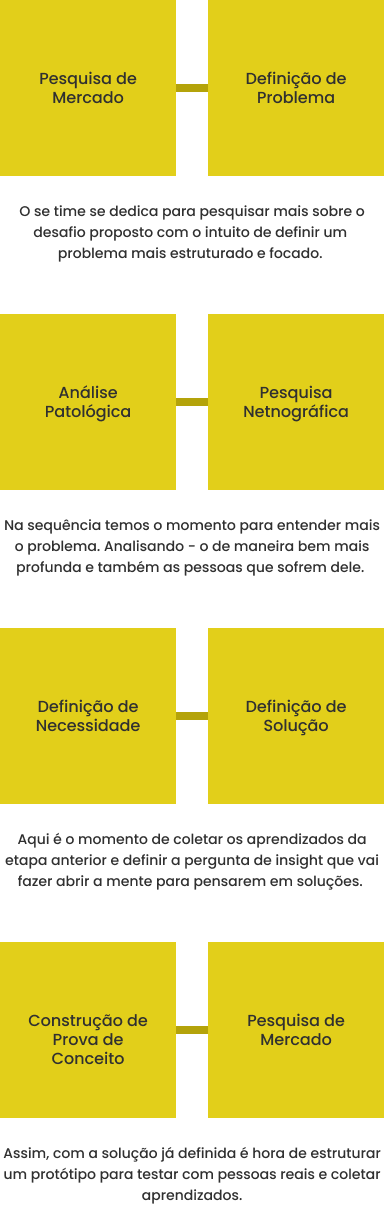 Pesquisa de
Mercado
Definição de
Problema
O se time se dedica para pesquisar mais sobre o
desafio proposto com o intuito de definir um
problema mais estruturado e focado.
Análise
Patológica
Pesquisa
Netnográfica
Na sequência temos o momento para entender mais
o problema. Analisando - o de maneira bem mais
profunda e também as pessoas que sofrem dele.
Definição de
Necessidade
Definição de
Solução
Aqui é o momento de coletar os aprendizados da
etapa anterior e definir a pergunta de insight que vai
fazer abrir a mente para pensarem em soluções.
Construção de
Prova de
Conceito
Pesquisa de
Mercado
Assim, com a solução já definida é hora de estruturar
um protótipo para testar com pessoas reais e coletar
aprendizados.